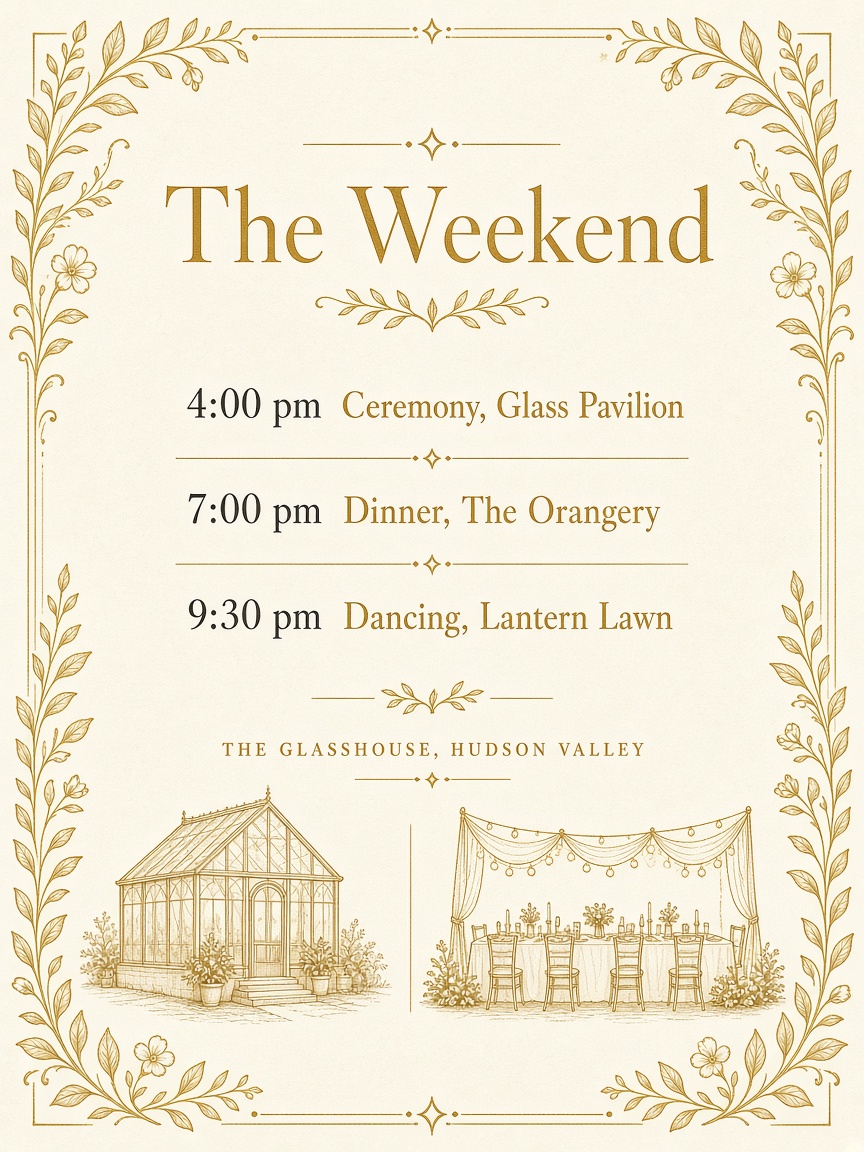 The Weekend
4:00 pm Ceremony, Glass Pavilion
7:00 pm Dinner, The Orangery
9:30 pm Dancing, Lantern Lawn
THE GLASSHOUSE, HUDSON VALLEY